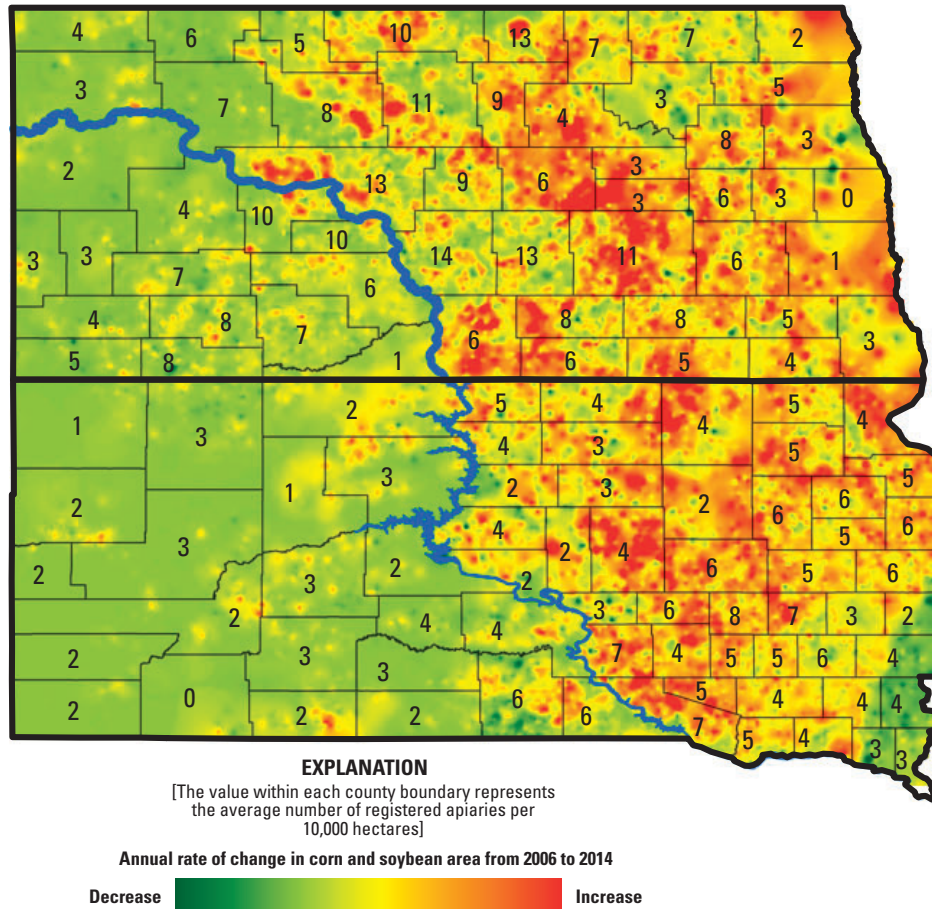 4 6 5 10 13 7 7 2
3 7 8 11 9 4 3 5
8 3
2 4 10 13 9 6 3 6 3 0
3
3 3 7 10 6 14 13 11 6 1
4 8 7 6 8 8 5 3
5 8 1 6 5 4
1 3 2 5 4 4 5 4
4 3 5 5
2 1 3 2 3 2 6 6 6
3 4 2 4 6 5
2 3 2 2 5 6
2 4 4 3 6 8 7 3 2
2 3 3 7 4 5 5 6 4
2 0 2 2 6 6 5 4 4 4
7 5 4 3 3
EXPLANATION
[The value within each county boundary represents
the average number of registered apiaries per
10,000 hectares]
Annual rate of change in corn and soybean area from 2006 to 2014
Decrease Increase